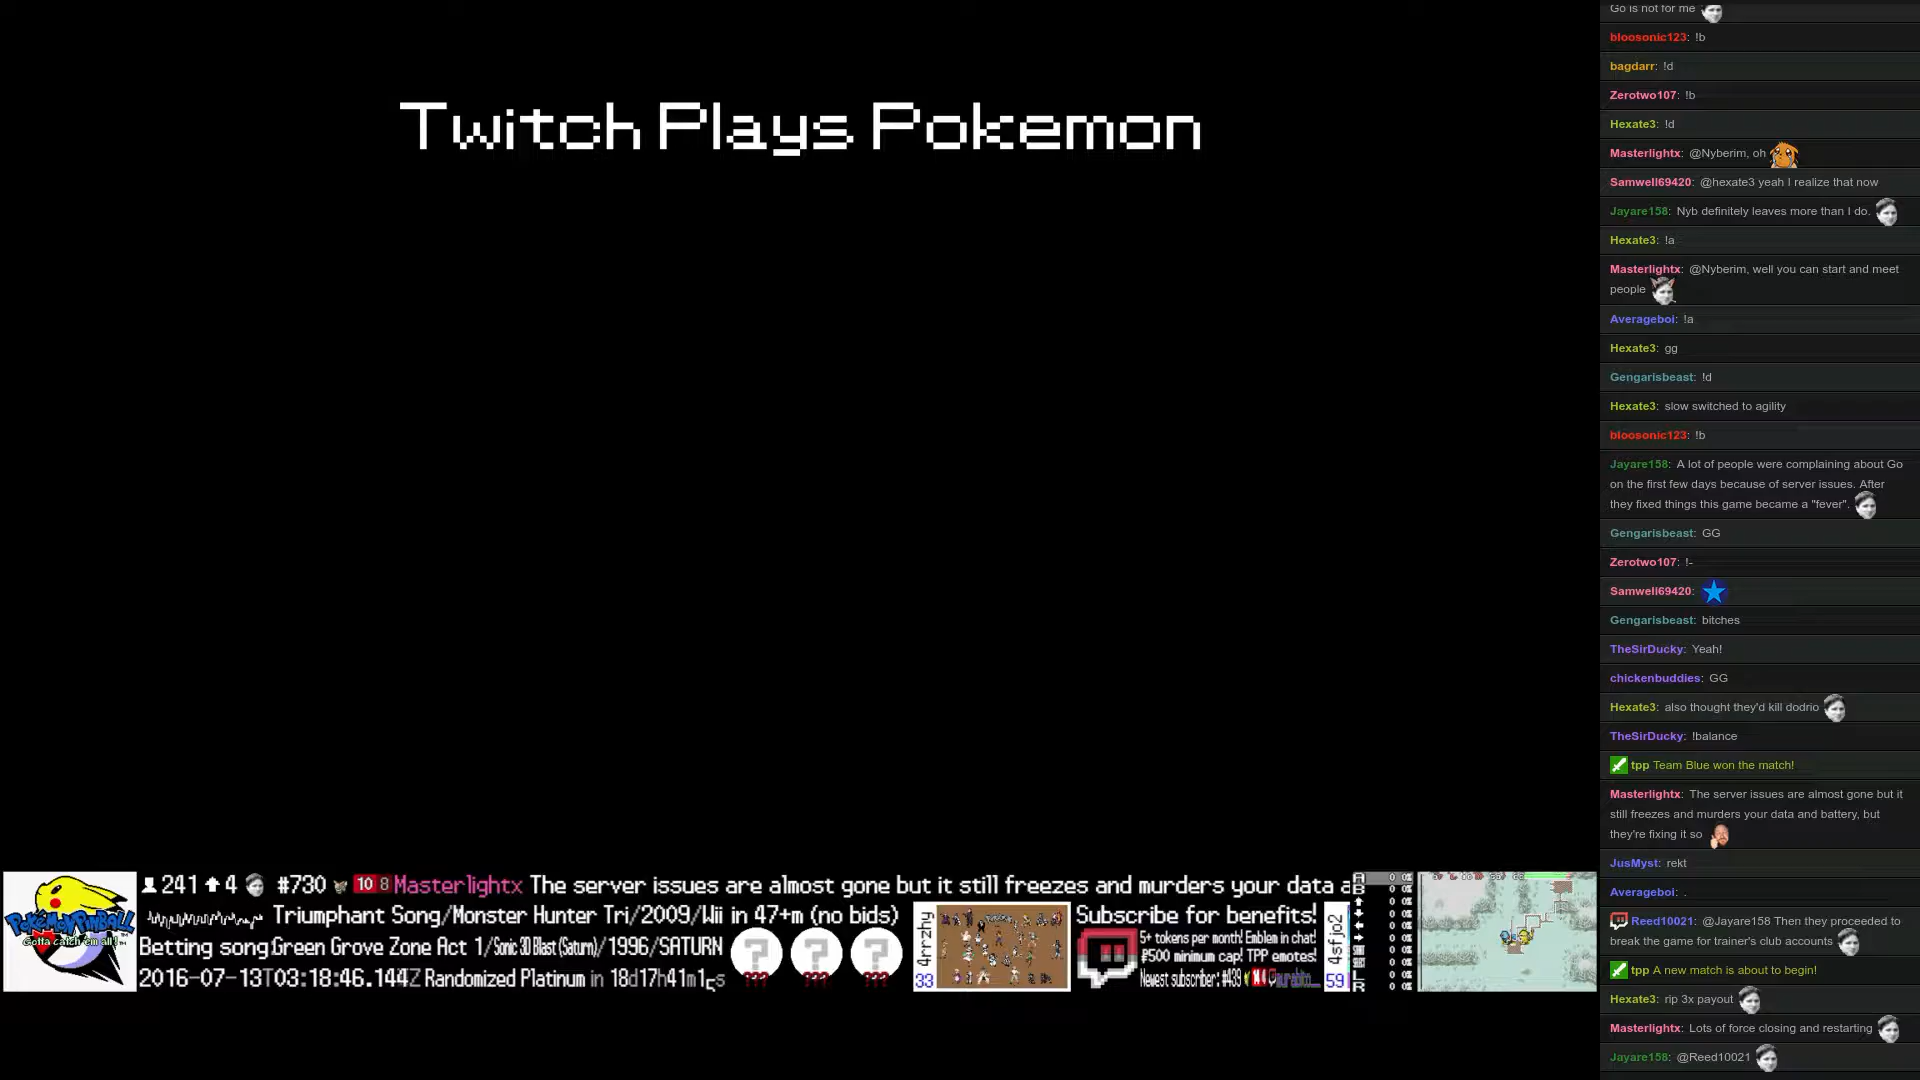 Twitch Plays Pokemon
Go is not for me
bloosonic123: !b
bagdarr: !d
Zerotwo107: !b
Hexate3: !d
Masterlightx: @Nyberim, oh
Samwell69420: @hexate3 yeah I realize that now
Jayare158: Nyb definitely leaves more than I do.
Hexate3: !a
Masterlightx: @Nyberim, well you can start and meet
people
Averageboi: !a
Hexate3: gg
Gengarisbeast: !d
Hexate3: slow switched to agility
bloosonic123: !b
Jayare158: A lot of people were complaining about Go
on the first few days because of server issues. After
they fixed things this game became a "fever".
Gengarisbeast: GG
Zerotwo107: !-
Samwell69420:
Gengarisbeast: bitches
TheSirDucky: Yeah!
chickenbuddies: GG
Hexate3: also thought they'd kill dodrio
TheSirDucky: !balance
tpp Team Blue won the match!
Masterlightx: The server issues are almost gone but it
still freezes and murders your data and battery, but
they're fixing it so
JusMyst: rekt
Averageboi: .
Reed10021: @Jayare158 Then they proceeded to
break the game for trainer's club accounts
tpp A new match is about to begin!
Hexate3: rip 3x payout
Masterlightx: Lots of force closing and restarting
Jayare158: @Reed10021
Pokémon Pinball
Gotta catch 'em all!
241 4 #730 10 8 Masterlightx The server issues are almost gone but it still freezes and murders your data a
Triumphant Song/Monster Hunter Tri/2009/Wii in 47+m (no bids)
Betting song:Green Grove Zone Act 1/Sonic 3D Blast (Saturn)/1996/SATURN
2016-07-13T03:18:46.144Z Randomized Platinum in 18d17h41m1
? ? ?
??? ??? ???
4rrzhy
33
Subscribe for benefits!
5+ tokens per month! Emblem in chat!
₽500 minimum cap! TPP emotes!
Newest subscriber: #439
4sfjo2
59